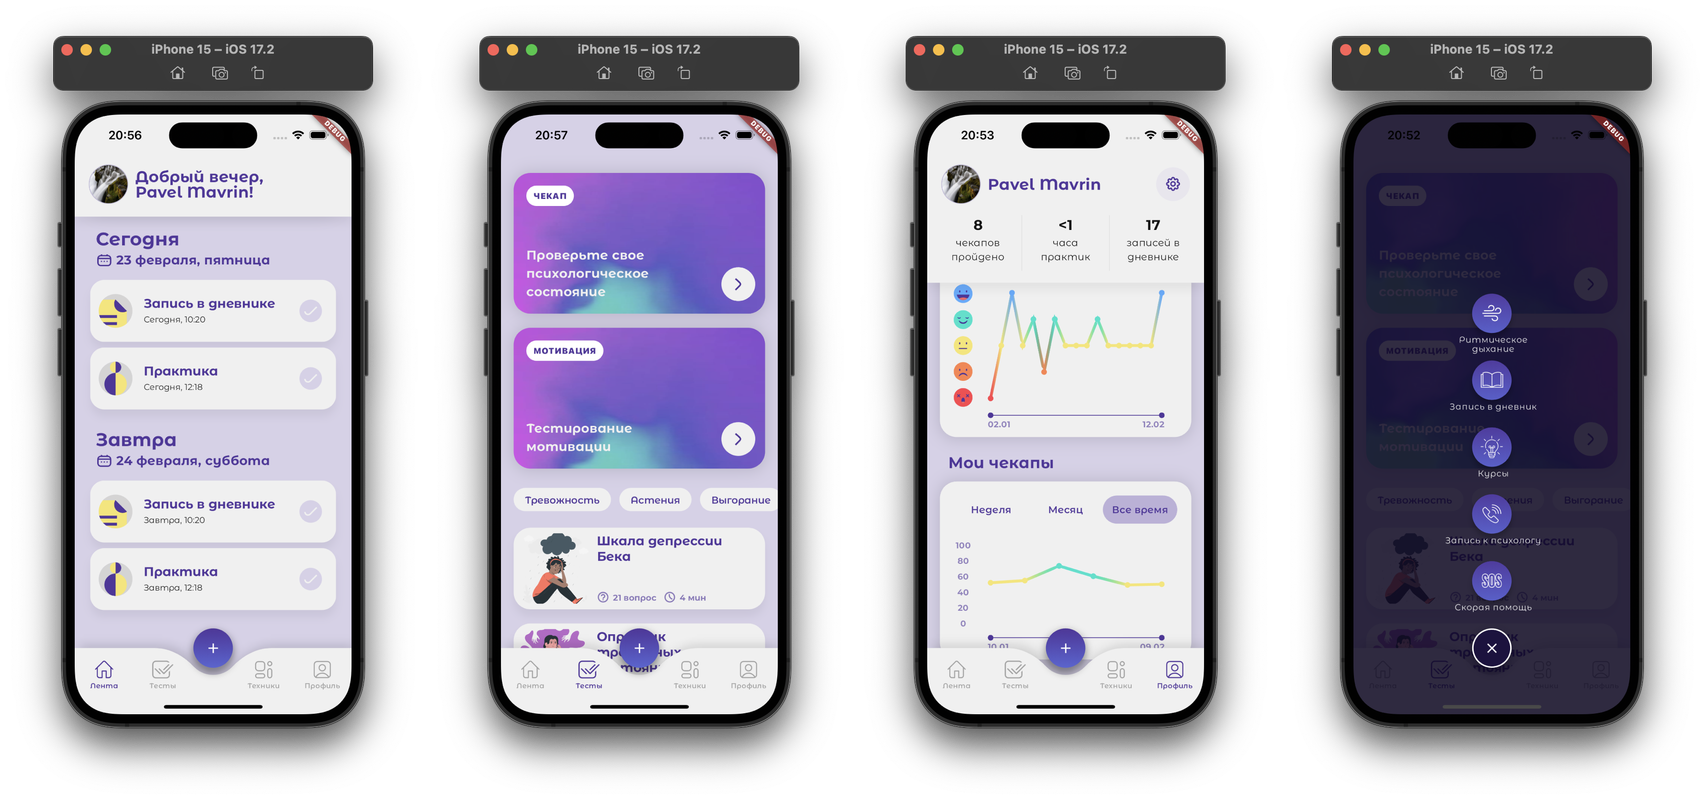 iPhone 15 – iOS 17.2
20:56
DEBUG
Добрый вечер,
Pavel Mavrin!
Сегодня
23 февраля, пятница
Запись в дневнике
Сегодня, 10:20
Практика
Сегодня, 12:18
Завтра
24 февраля, суббота
Запись в дневнике
Завтра, 10:20
Практика
Завтра, 12:18
+
Лента
Тесты
Техники
Профиль
iPhone 15 – iOS 17.2
20:57
DEBUG
ЧЕКАП
Проверьте свое
психологическое
состояние
МОТИВАЦИЯ
Тестирование
мотивации
Тревожность
Астения
Выгорание
Шкала депрессии
Бека
21 вопрос
4 мин
+
Лента
Тесты
Техники
Профиль
iPhone 15 – iOS 17.2
20:53
DEBUG
Pavel Mavrin
8
чекапов
пройдено
<1
часа
практик
17
записей в
дневнике
02.01
12.02
Мои чекапы
Неделя
Месяц
Все время
100
80
60
40
20
0
10.01
09.02
+
Лента
Тесты
Техники
Профиль
iPhone 15 – iOS 17.2
20:52
DEBUG
ЧЕКАП
Проверьте свое
психологическое
состояние
Ритмическое
дыхание
МОТИВАЦИЯ
Запись в дневник
Тестирование
мотивации
Курсы
Тревожность
Выгорание
Запись к психологу
Бека
SOS
4 мин
Скорая помощь
Лента
Тесты
Техники
Профиль